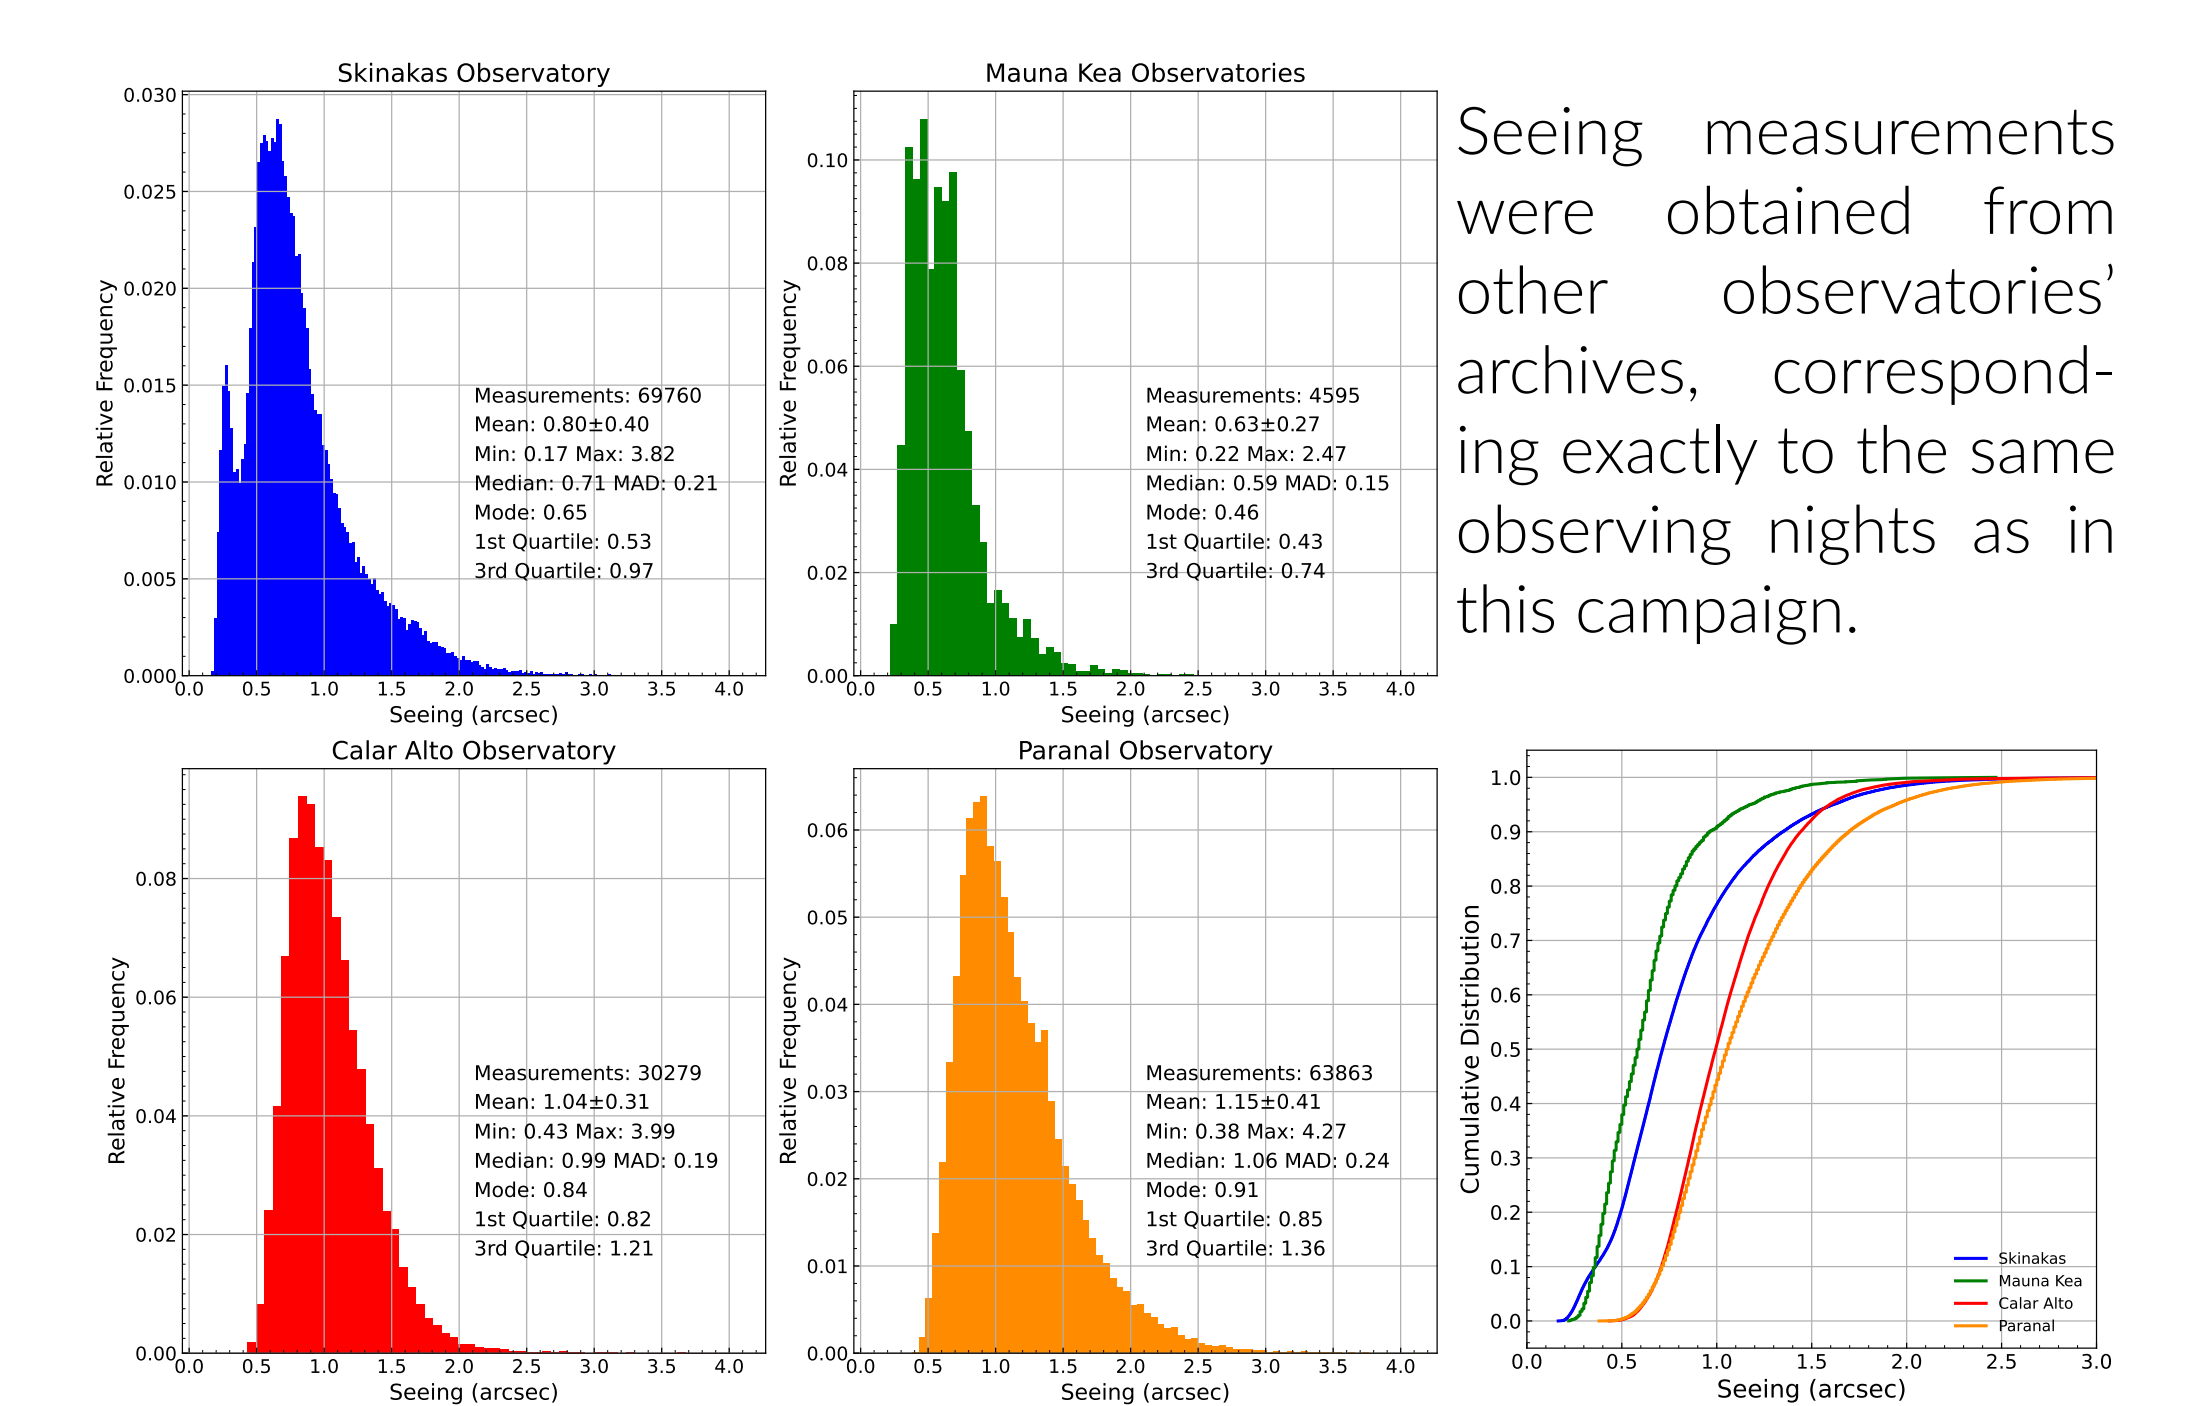 Skinakas Observatory
0.030
0.025
0.020
0.015
0.010
0.005
0.000
Relative Frequency
Measurements: 69760
Mean: 0.80±0.40
Min: 0.17 Max: 3.82
Median: 0.71 MAD: 0.21
Mode: 0.65
1st Quartile: 0.53
3rd Quartile: 0.97
0.0 0.5 1.0 1.5 2.0 2.5 3.0 3.5 4.0
Seeing (arcsec)
Mauna Kea Observatories
0.10
0.08
0.06
0.04
0.02
0.00
Relative Frequency
Measurements: 4595
Mean: 0.63±0.27
Min: 0.22 Max: 2.47
Median: 0.59 MAD: 0.15
Mode: 0.46
1st Quartile: 0.43
3rd Quartile: 0.74
0.0 0.5 1.0 1.5 2.0 2.5 3.0 3.5 4.0
Seeing (arcsec)
Seeing measurements
were obtained from
other observatories’
archives, correspond-
ing exactly to the same
observing nights as in
this campaign.
Calar Alto Observatory
0.08
0.06
0.04
0.02
0.00
Relative Frequency
Measurements: 30279
Mean: 1.04±0.31
Min: 0.43 Max: 3.99
Median: 0.99 MAD: 0.19
Mode: 0.84
1st Quartile: 0.82
3rd Quartile: 1.21
0.0 0.5 1.0 1.5 2.0 2.5 3.0 3.5 4.0
Seeing (arcsec)
Paranal Observatory
0.06
0.05
0.04
0.03
0.02
0.01
0.00
Relative Frequency
Measurements: 63863
Mean: 1.15±0.41
Min: 0.38 Max: 4.27
Median: 1.06 MAD: 0.24
Mode: 0.91
1st Quartile: 0.85
3rd Quartile: 1.36
0.0 0.5 1.0 1.5 2.0 2.5 3.0 3.5 4.0
Seeing (arcsec)
1.0
0.9
0.8
0.7
0.6
0.5
0.4
0.3
0.2
0.1
0.0
Cumulative Distribution
Skinakas
Mauna Kea
Calar Alto
Paranal
0.0 0.5 1.0 1.5 2.0 2.5 3.0
Seeing (arcsec)